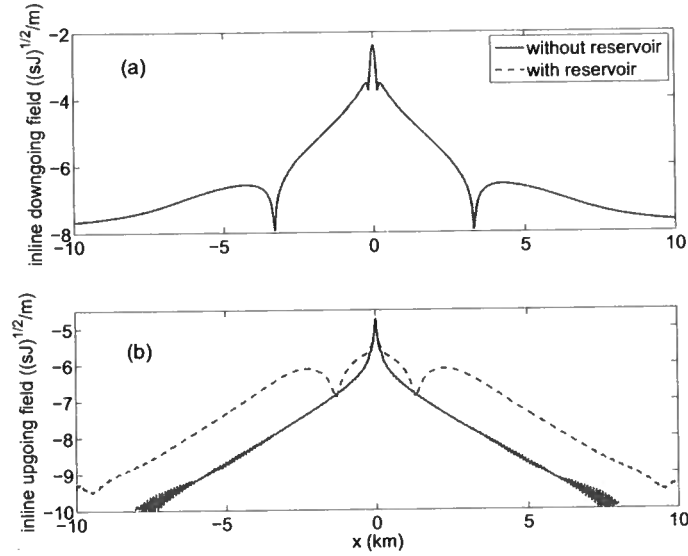 inline downgoing field ((sJ)^1/2/m)
−2
−4
−6
−8
(a)
without reservoir
with reservoir
−10
−5
0
5
10
inline upgoing field ((sJ)^1/2/m)
−5
−6
−7
−8
−9
−10
(b)
−10
−5
0
5
10
x (km)